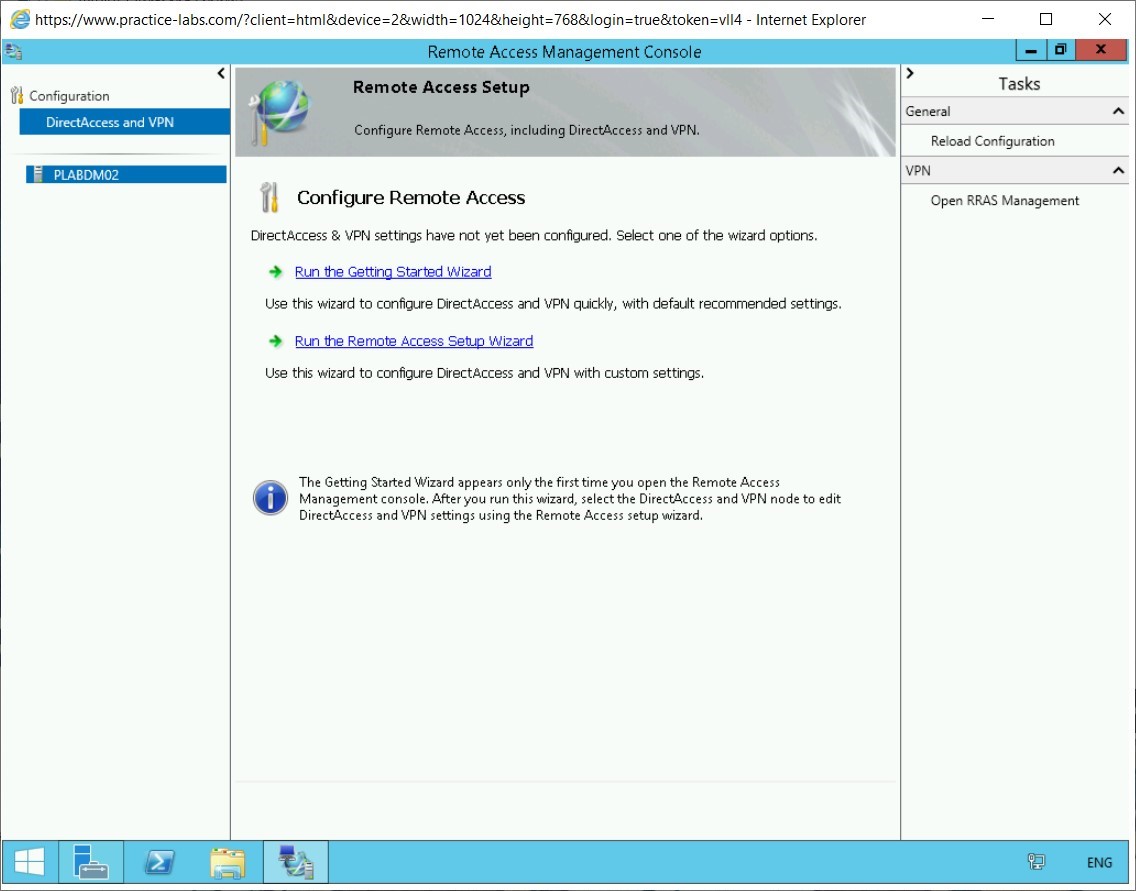 https://www.practice-labs.com/?client=html&device=2&width=1024&height=768&login=true&token=vll4 - Internet Explorer
Remote Access Management Console
Configuration
DirectAccess and VPN
PLABDM02
Remote Access Setup
Configure Remote Access, including DirectAccess and VPN.
Configure Remote Access
DirectAccess & VPN settings have not yet been configured. Select one of the wizard options.
Run the Getting Started Wizard
Use this wizard to configure DirectAccess and VPN quickly, with default recommended settings.
Run the Remote Access Setup Wizard
Use this wizard to configure DirectAccess and VPN with custom settings.
The Getting Started Wizard appears only the first time you open the Remote Access
Management console. After you run this wizard, select the DirectAccess and VPN node to edit
DirectAccess and VPN settings using the Remote Access setup wizard.
Tasks
General
Reload Configuration
VPN
Open RRAS Management
ENG